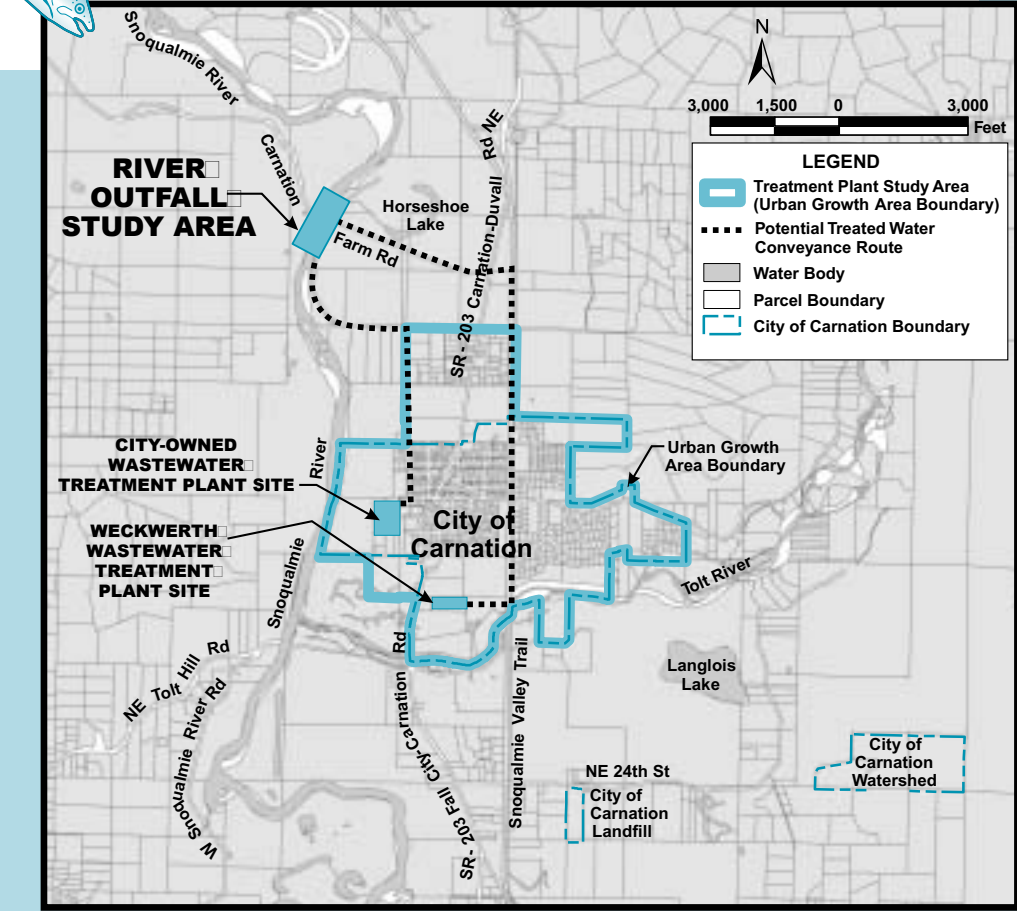 Snoqualmie River
N
3,000 1,500 0 3,000
Feet
LEGEND
Treatment Plant Study Area
(Urban Growth Area Boundary)
Potential Treated Water
Conveyance Route
Water Body
Parcel Boundary
City of Carnation Boundary
Carnation
Farm Rd
RIVER
OUTFALL
STUDY AREA
Horseshoe
Lake
SR - 203 Carnation-Duvall Rd NE
CITY-OWNED
WASTEWATER
TREATMENT PLANT SITE
Urban Growth
Area Boundary
WECKWERTH
WASTEWATER
TREATMENT
PLANT SITE
City of
Carnation
Snoqualmie River
Tolt River
NE Tolt Hill Rd
W Snoqualmie River Rd
SR - 203 Fall City-Carnation Rd
Snoqualmie Valley Trail
Langlois
Lake
NE 24th St
City of
Carnation
Landfill
City of
Carnation
Watershed